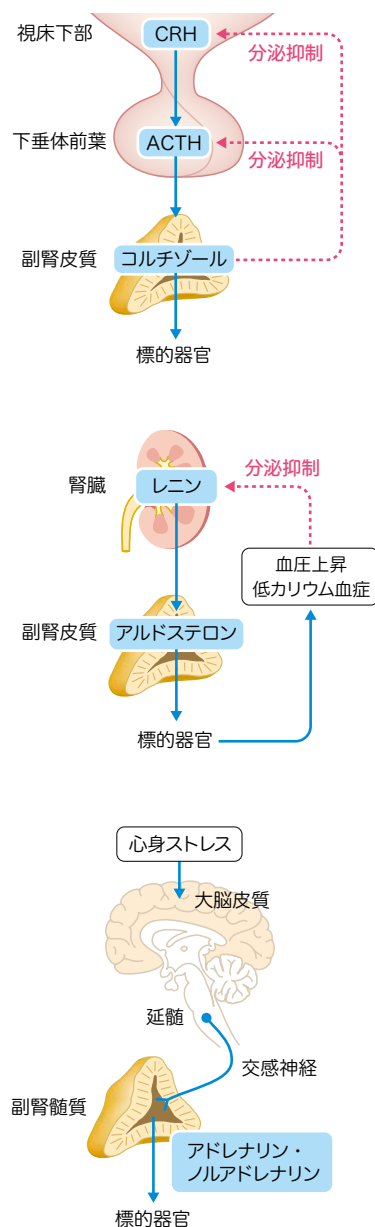 視床下部
CRH
分泌抑制
下垂体前葉
ACTH
分泌抑制
副腎皮質
コルチゾール
標的器官
腎臓
レニン
分泌抑制
血圧上昇
低カリウム血症
副腎皮質
アルドステロン
標的器官
心身ストレス
大脳皮質
延髄
交感神経
副腎髄質
アドレナリン・
ノルアドレナリン
標的器官